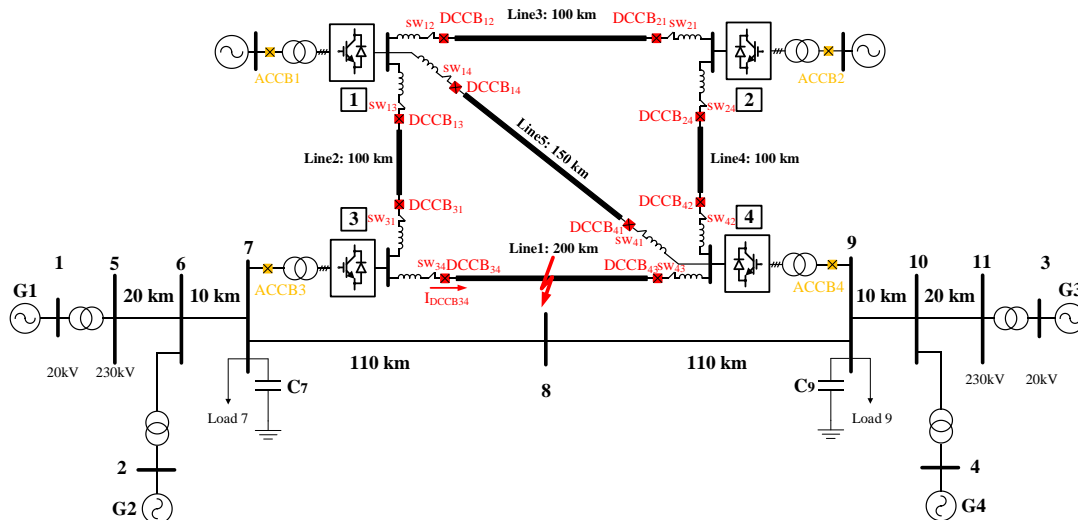 SW12 DCCB12 Line3: 100 km DCCB21 SW21
ACCB1 ACCB2
1 2
SW14
DCCB14
SW13
DCCB13
SW24
DCCB24
Line2: 100 km
Line5: 150 km
Line4: 100 km
DCCB31
SW31
DCCB42
SW42
DCCB41
SW41
3 4
Line1: 200 km
SW34 DCCB34
DCCB43 SW43
IDCCB34
ACCB3 ACCB4
1 5 6 7
9 10 11 3
G1 20 km 10 km
10 km 20 km G3
20kV 230kV
230kV 20kV
110 km 8 110 km
Load 7 C7
C9 Load 9
2 4
G2 G4